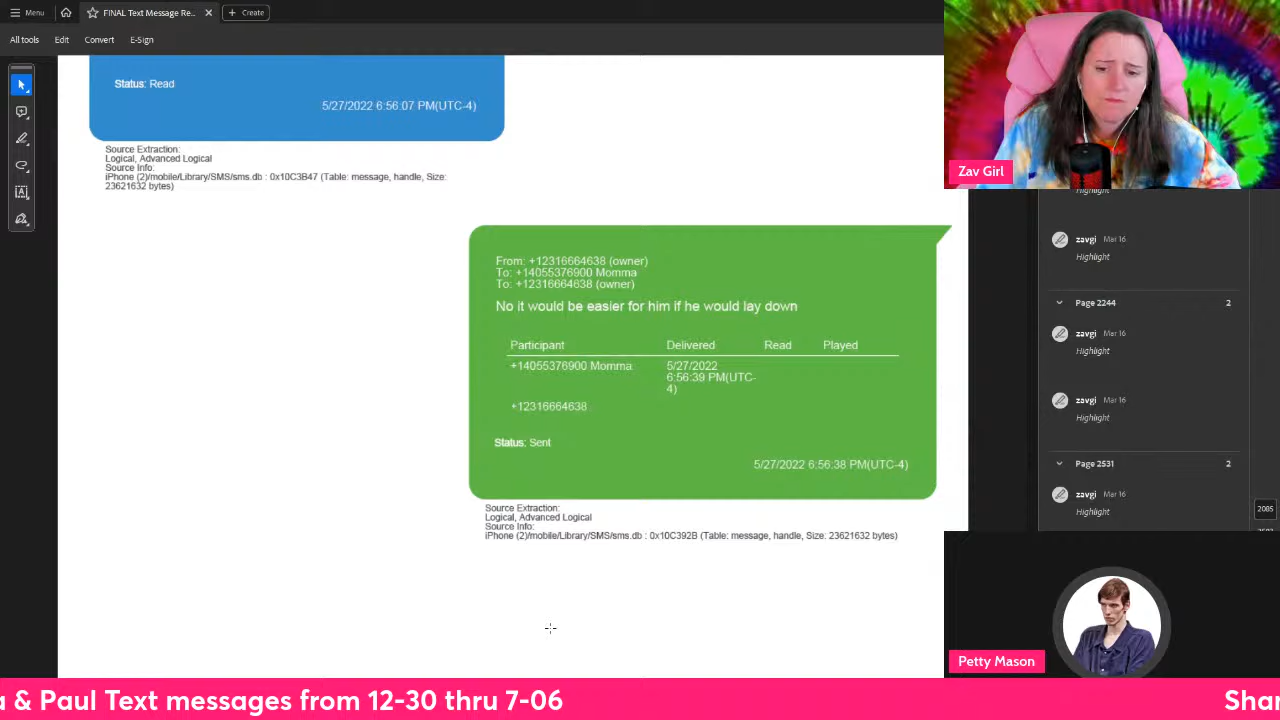 Menu
FINAL Text Message Re...
Create
All tools
Edit
Convert
E-Sign
Status: Read
5/27/2022 6:56:07 PM(UTC-4)
Source Extraction:
Logical, Advanced Logical
Source Info:
iPhone (2)/mobile/Library/SMS/sms.db : 0x10C3B47 (Table: message, handle, Size:
23621632 bytes)
From: +12316664638 (owner)
To: +14055376900 Momma
To: +12316664638 (owner)
No it would be easier for him if he would lay down
Participant Delivered Read Played
+14055376900 Momma 5/27/2022
6:56:39 PM(UTC-
4)
+12316664638
Status: Sent
5/27/2022 6:56:38 PM(UTC-4)
Source Extraction:
Logical, Advanced Logical
Source Info:
iPhone (2)/mobile/Library/SMS/sms.db : 0x10C392B (Table: message, handle, Size: 23621632 bytes)
Zav Girl
Highlight
zavgi Mar 16
Highlight
Page 2244 2
zavgi Mar 16
Highlight
zavgi Mar 16
Highlight
Page 2531 2
zavgi Mar 16
Highlight
2085
Petty Mason
a & Paul Text messages from 12-30 thru 7-06
Shar